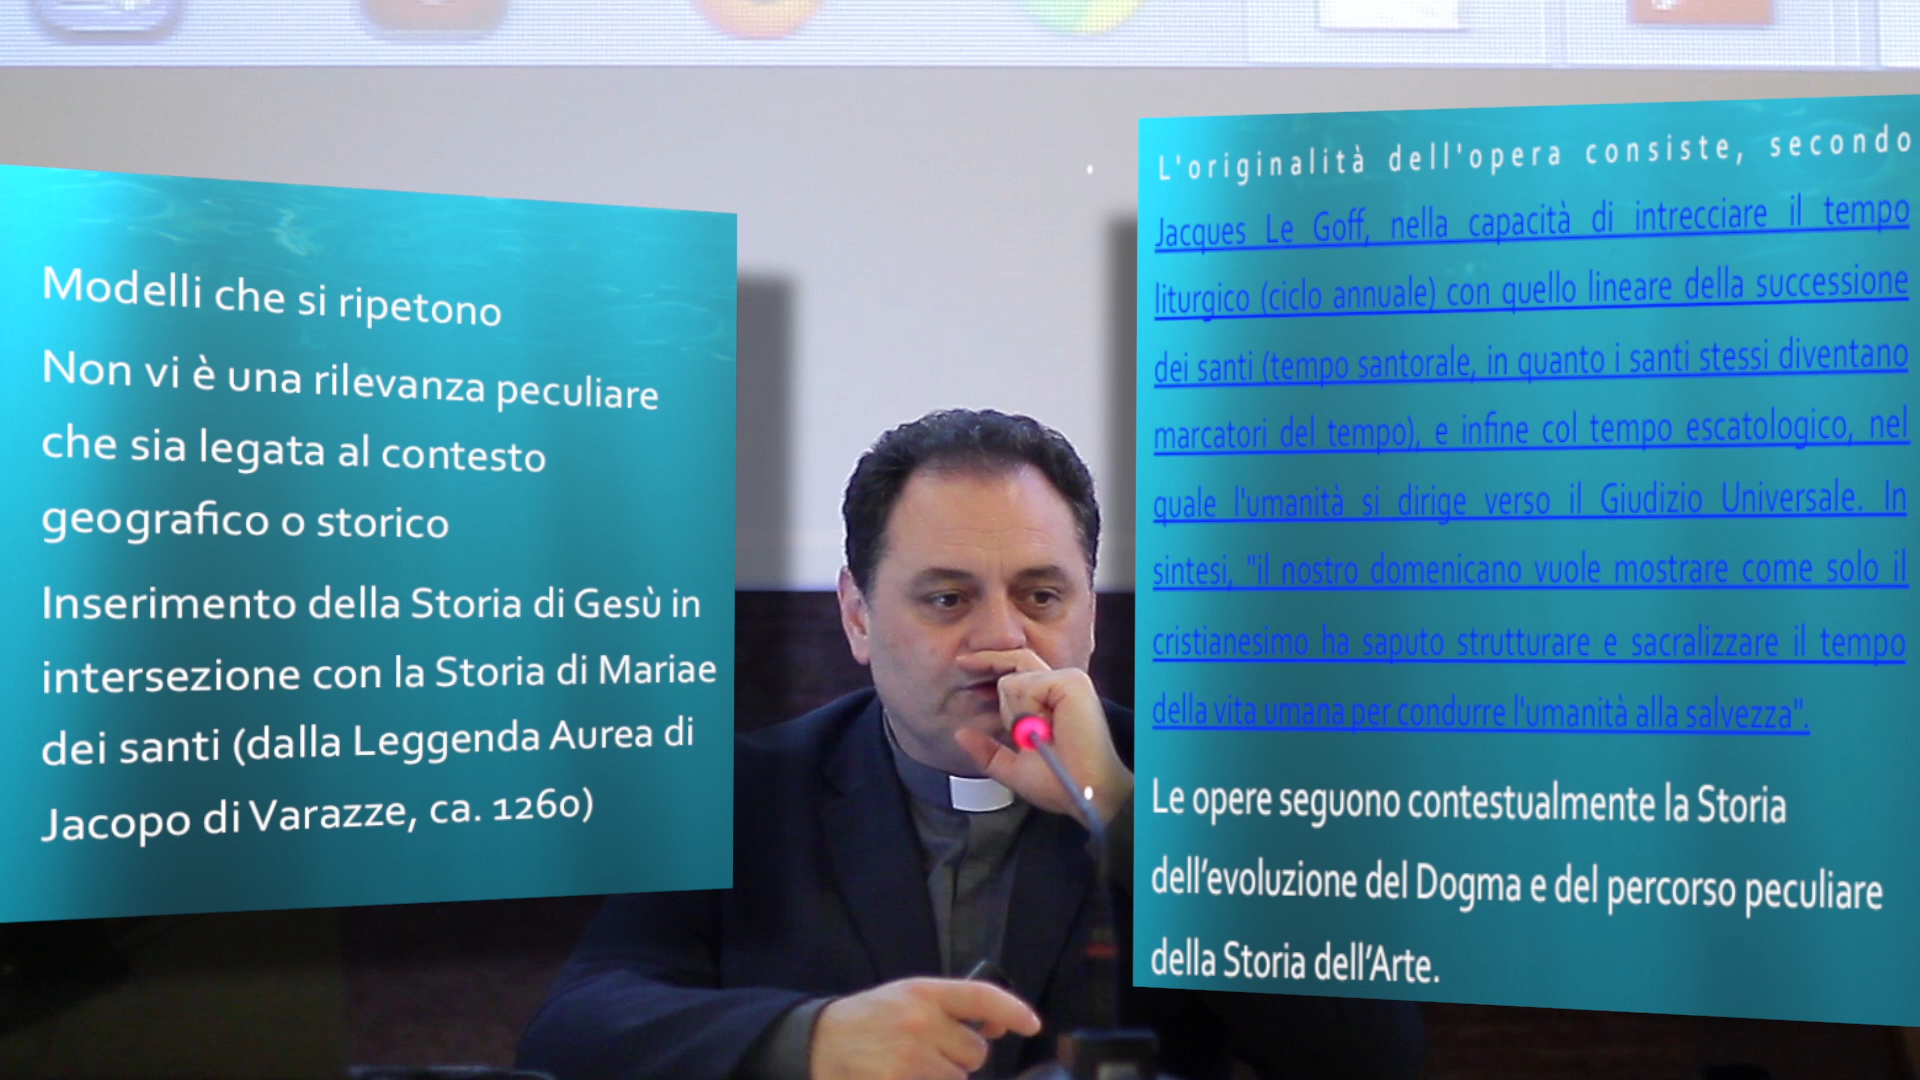 Modelli che si ripetono
Non vi è una rilevanza peculiare
che sia legata al contesto
geografico o storico
Inserimento della Storia di Gesù in
intersezione con la Storia di Mariae
dei santi (dalla Leggenda Aurea di
Jacopo di Varazze, ca. 1260)
L'originalità dell'opera consiste, secondo
Jacques Le Goff, nella capacità di intrecciare il tempo
liturgico (ciclo annuale) con quello lineare della successione
dei santi (tempo santorale, in quanto i santi stessi diventano
marcatori del tempo), e infine col tempo escatologico, nel
quale l'umanità si dirige verso il Giudizio Universale. In
sintesi, "il nostro domenicano vuole mostrare come solo il
cristianesimo ha saputo strutturare e sacralizzare il tempo
della vita umana per condurre l'umanità alla salvezza".
Le opere seguono contestualmente la Storia
dell’evoluzione del Dogma e del percorso peculiare
della Storia dell’Arte.